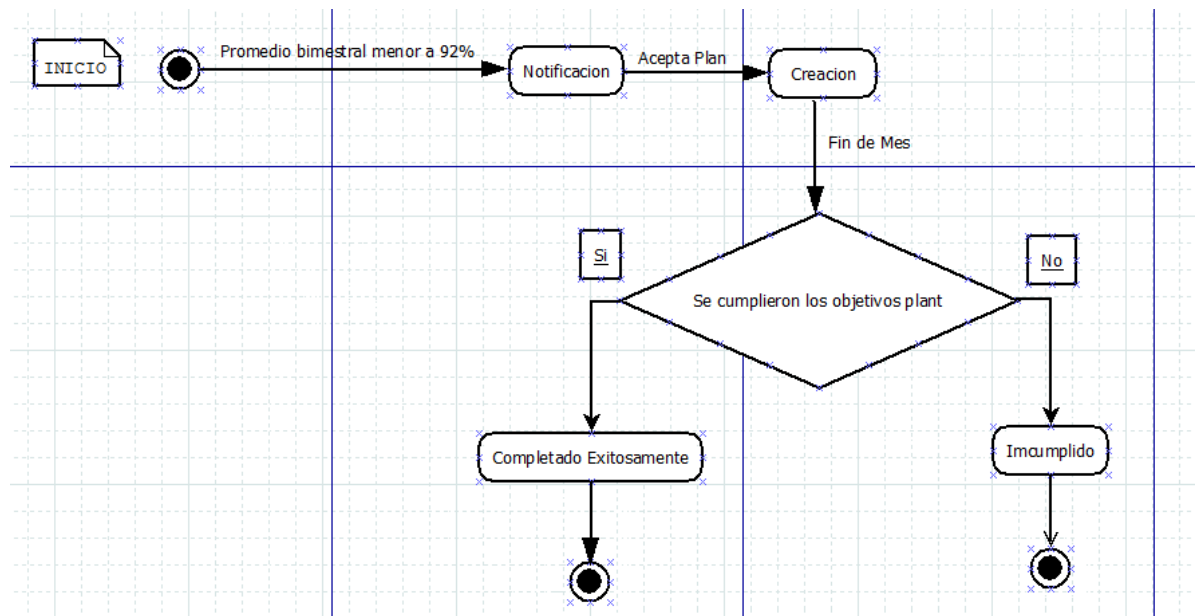 INICIO
Promedio bimestral menor a 92%
Notificacion
Acepta Plan
Creacion
Fin de Mes
Si
No
Se cumplieron los objetivos plant
Completado Exitosamente
Imcumplido